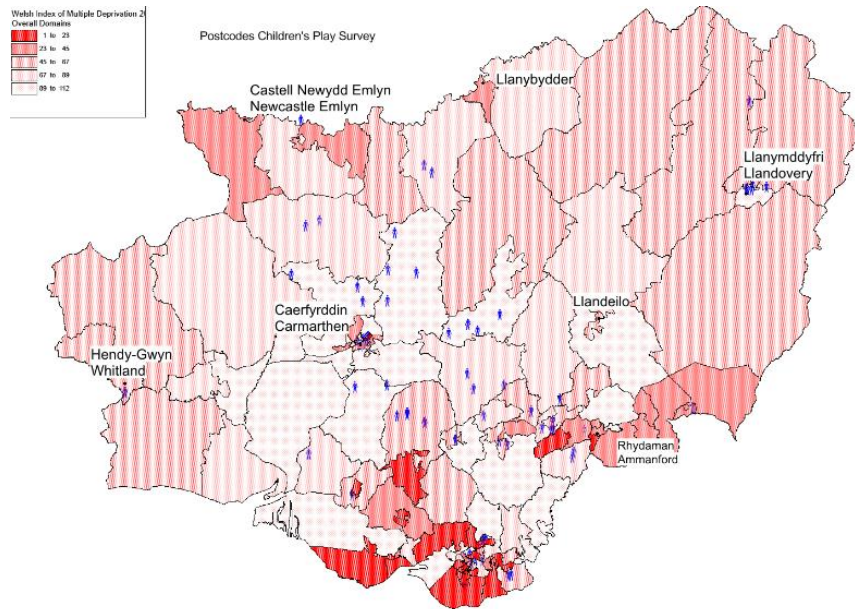 Welsh Index of Multiple Deprivation 2
Overall Domains
1 to 23
23 to 45
45 to 67
67 to 89
89 to 112
Postcodes Children's Play Survey
Castell Newydd Emlyn
Newcastle Emlyn
Llanybydder
Llanymddyfri
Llandovery
Caerfyrddin
Carmarthen
Llandeilo
Hendy-Gwyn
Whitland
Rhydaman
Ammanford